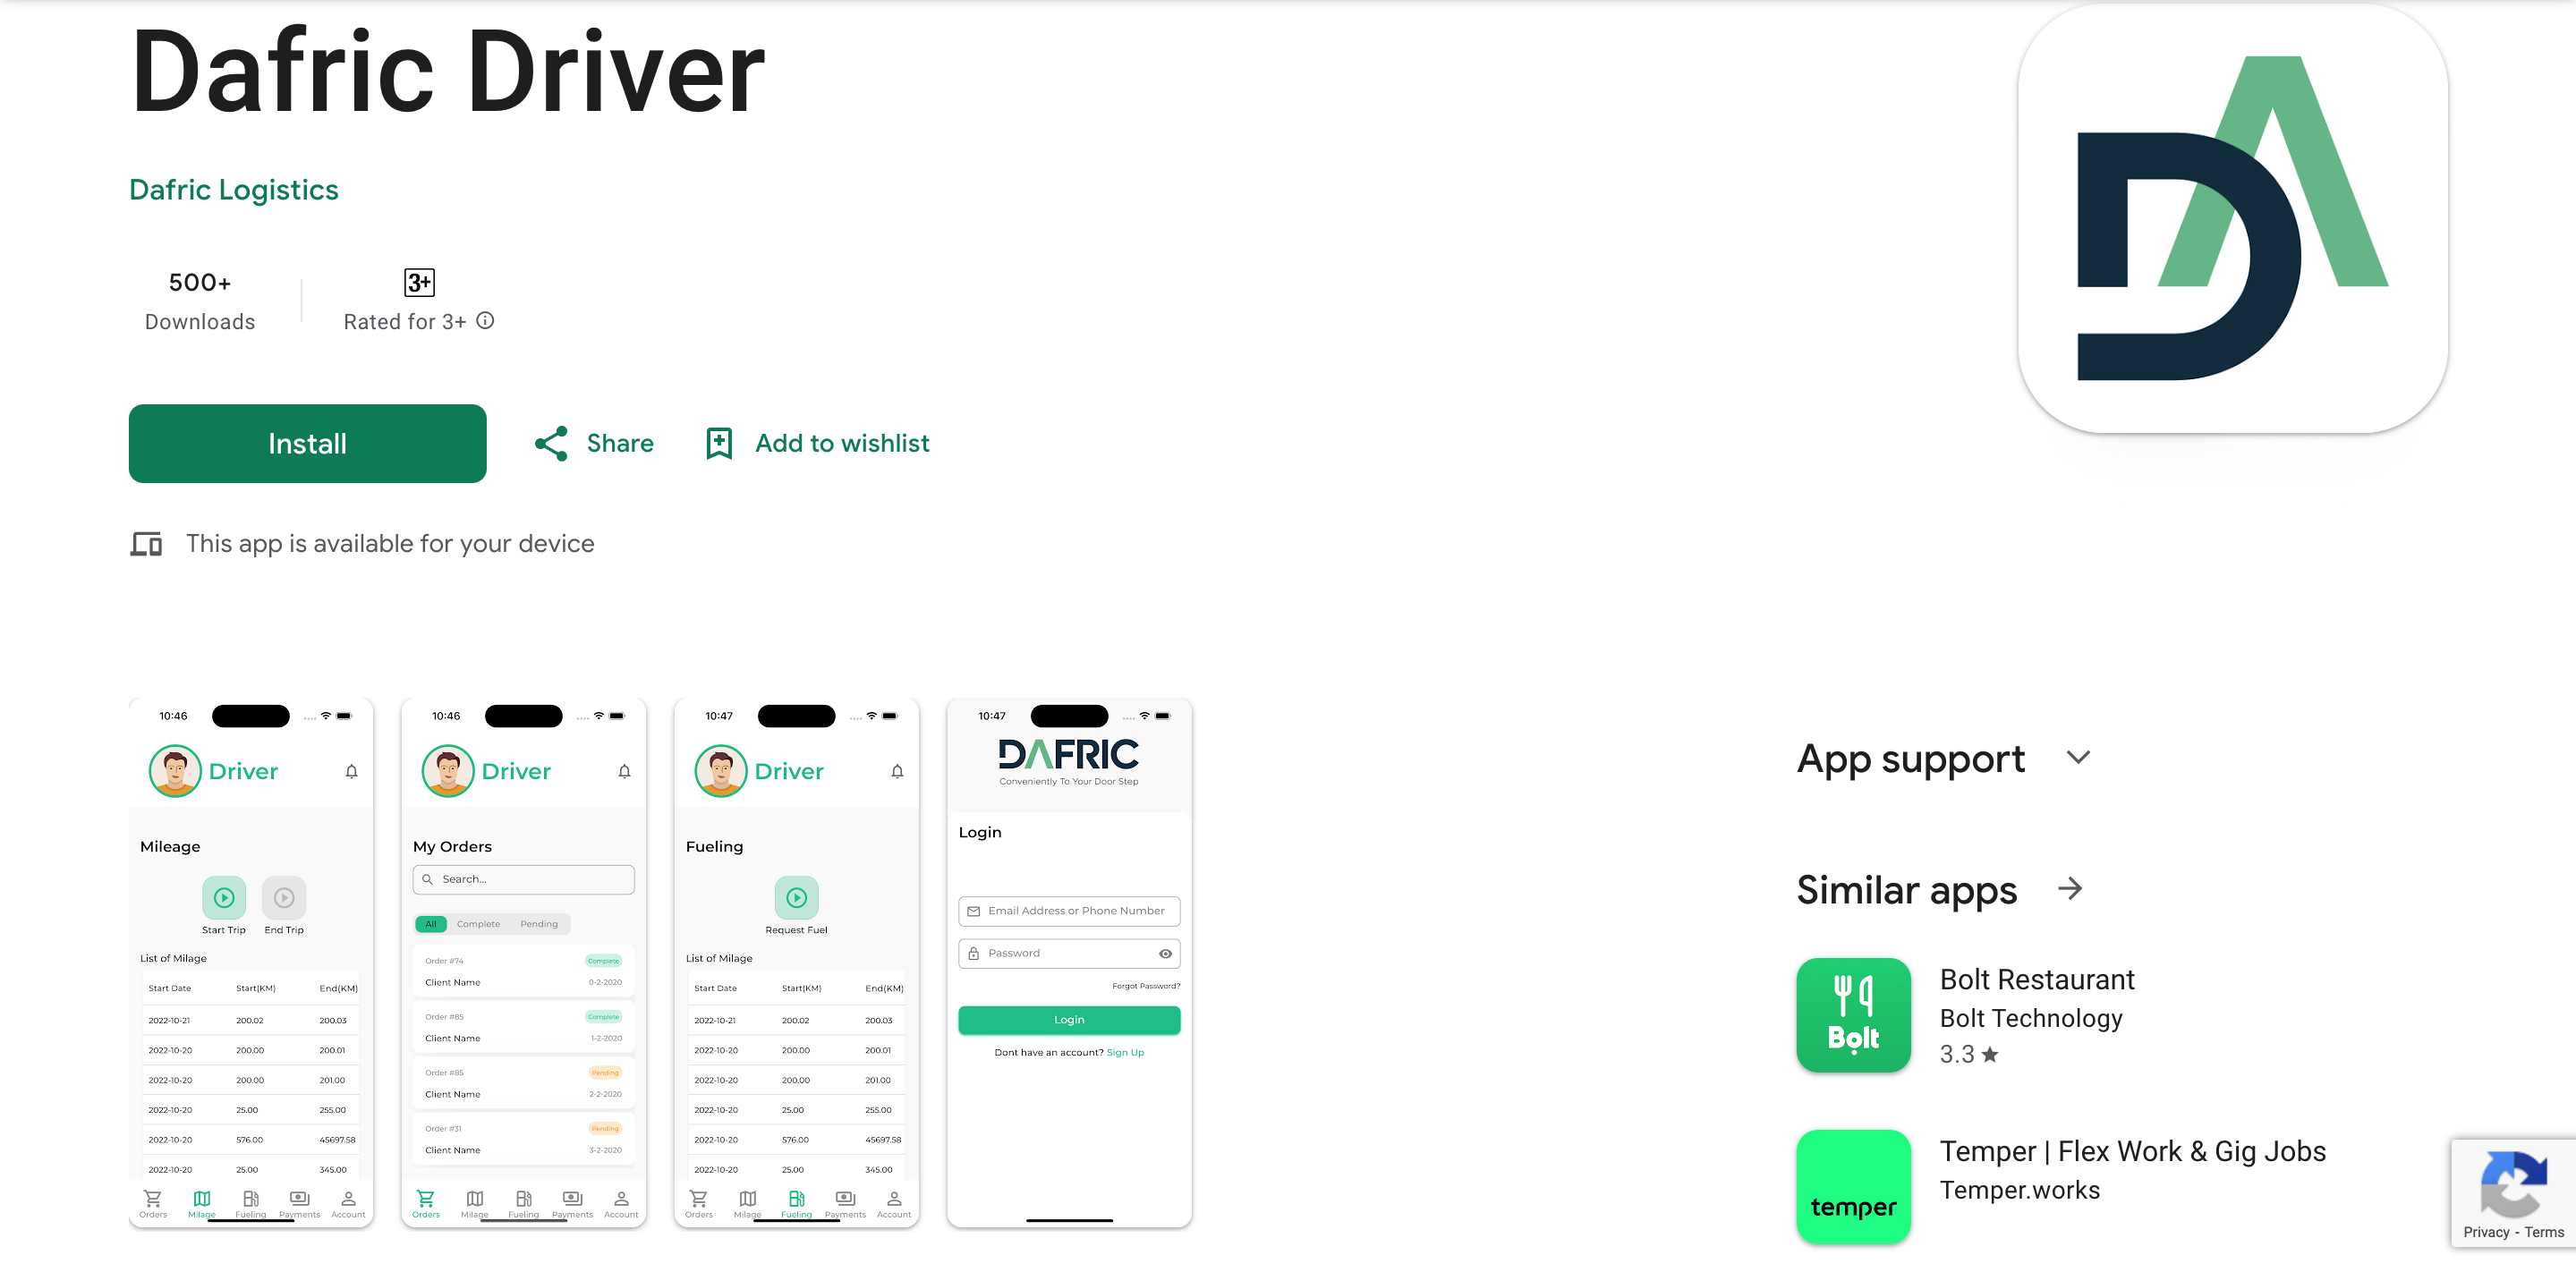 Dafric Driver
Dafric Logistics
500+
Downloads
3+
Rated for 3+
Install
Share
Add to wishlist
This app is available for your device
10:46
Driver
Mileage
Start Trip End Trip
List of Milage
Start Date Start(KM) End(KM)
2022-10-21 200.02 200.03
2022-10-20 200.00 200.01
2022-10-20 200.00 201.00
2022-10-20 25.00 255.00
2022-10-20 576.00 45697.58
2022-10-20 25.00 345.00
Orders Milage Fueling Payments Account
10:46
Driver
My Orders
Search...
All Complete Pending
Order #74 Complete
Client Name 0-2-2020
Order #85 Complete
Client Name 1-2-2020
Order #85 Pending
Client Name 2-2-2020
Order #31 Pending
Client Name 3-2-2020
Orders Milage Fueling Payments Account
10:47
Driver
Fueling
Request Fuel
List of Milage
Start Date Start(KM) End(KM)
2022-10-21 200.02 200.03
2022-10-20 200.00 200.01
2022-10-20 200.00 201.00
2022-10-20 25.00 255.00
2022-10-20 576.00 45697.58
2022-10-20 25.00 345.00
Orders Milage Fueling Payments Account
10:47
DAFRIC
Conveniently To Your Door Step
Login
Email Address or Phone Number
Password
Forgot Password?
Login
Dont have an account? Sign Up
App support
Similar apps
Bolt
Bolt Restaurant
Bolt Technology
3.3
temper
Temper | Flex Work & Gig Jobs
Temper.works
Privacy - Terms